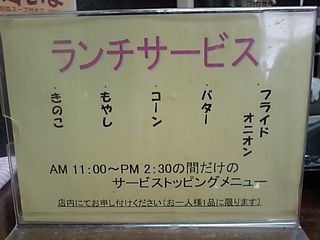 ランチサービス
・フライドオニオン
・バター
・コーン
・もやし
・きのこ
AM 11:00～PM 2:30の間だけの
サービストッピングメニュー
店内にてお申し付けください（お一人様1品に限ります）